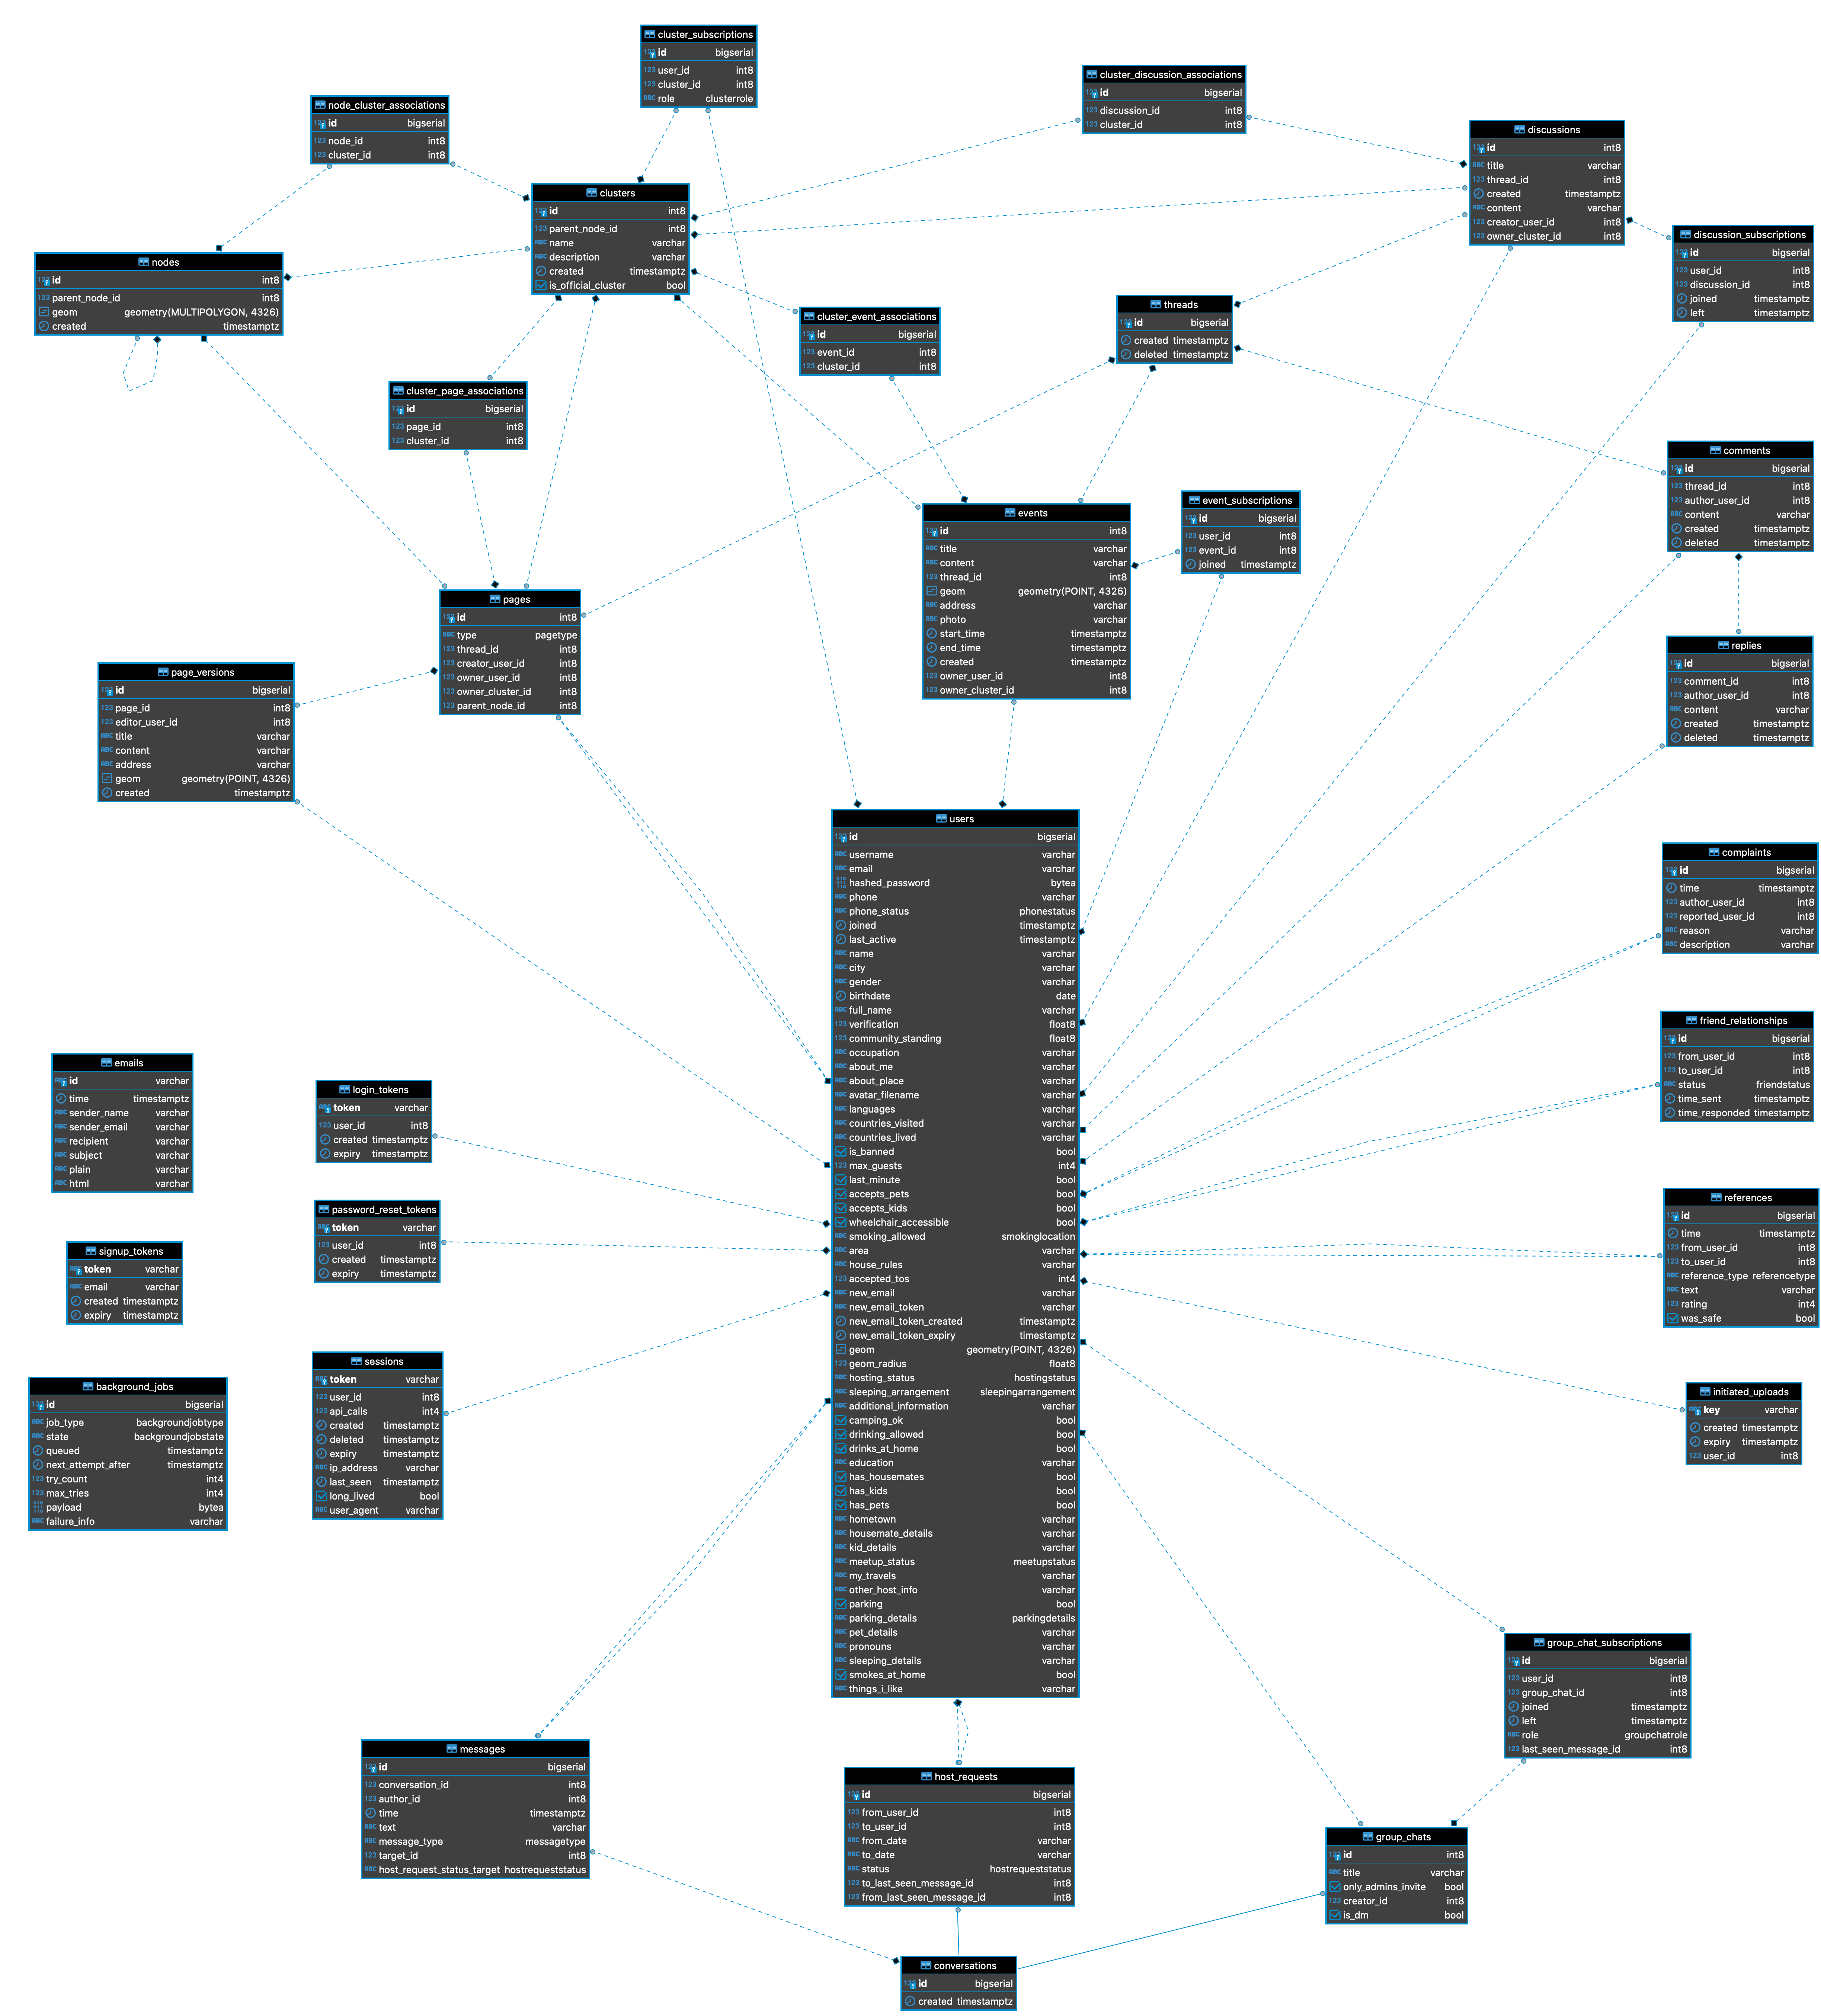 cluster_subscriptions
id bigserial
user_id int8
cluster_id int8
role clusterrole
cluster_discussion_associations
id bigserial
discussion_id int8
cluster_id int8
node_cluster_associations
id bigserial
node_id int8
cluster_id int8
discussions
id int8
title varchar
thread_id int8
created timestamptz
content varchar
creator_user_id int8
owner_cluster_id int8
clusters
id int8
parent_node_id int8
name varchar
description varchar
created timestamptz
is_official_cluster bool
discussion_subscriptions
id bigserial
user_id int8
discussion_id int8
joined timestamptz
left timestamptz
nodes
id int8
parent_node_id int8
geom geometry(MULTIPOLYGON, 4326)
created timestamptz
threads
id bigserial
created timestamptz
deleted timestamptz
cluster_event_associations
id bigserial
event_id int8
cluster_id int8
cluster_page_associations
id bigserial
page_id int8
cluster_id int8
comments
id bigserial
thread_id int8
author_user_id int8
content varchar
created timestamptz
deleted timestamptz
event_subscriptions
id bigserial
user_id int8
event_id int8
joined timestamptz
events
id int8
title varchar
content varchar
thread_id int8
geom geometry(POINT, 4326)
address varchar
photo varchar
start_time timestamptz
end_time timestamptz
created timestamptz
owner_user_id int8
owner_cluster_id int8
pages
id int8
type pagetype
thread_id int8
creator_user_id int8
owner_user_id int8
owner_cluster_id int8
parent_node_id int8
replies
id bigserial
comment_id int8
author_user_id int8
content varchar
created timestamptz
deleted timestamptz
page_versions
id bigserial
page_id int8
editor_user_id int8
title varchar
content varchar
address varchar
geom geometry(POINT, 4326)
created timestamptz
users
id bigserial
username varchar
email varchar
hashed_password bytea
phone varchar
phone_status phonestatus
joined timestamptz
last_active timestamptz
name varchar
city varchar
gender varchar
birthdate date
full_name varchar
verification float8
community_standing float8
occupation varchar
about_me varchar
about_place varchar
avatar_filename varchar
languages varchar
countries_visited varchar
countries_lived varchar
is_banned bool
max_guests int4
last_minute bool
accepts_pets bool
accepts_kids bool
wheelchair_accessible bool
smoking_allowed smokinglocation
area varchar
house_rules varchar
accepted_tos int4
new_email varchar
new_email_token varchar
new_email_token_created timestamptz
new_email_token_expiry timestamptz
geom geometry(POINT, 4326)
geom_radius float8
hosting_status hostingstatus
sleeping_arrangement sleepingarrangement
additional_information varchar
camping_ok bool
drinking_allowed bool
drinks_at_home bool
education varchar
has_housemates bool
has_kids bool
has_pets bool
hometown varchar
housemate_details varchar
kid_details varchar
meetup_status meetupstatus
my_travels varchar
other_host_info varchar
parking bool
parking_details parkingdetails
pet_details varchar
pronouns varchar
sleeping_details varchar
smokes_at_home bool
things_i_like varchar
complaints
id bigserial
time timestamptz
author_user_id int8
reported_user_id int8
reason varchar
description varchar
friend_relationships
id bigserial
from_user_id int8
to_user_id int8
status friendstatus
time_sent timestamptz
time_responded timestamptz
emails
id varchar
time timestamptz
sender_name varchar
sender_email varchar
recipient varchar
subject varchar
plain varchar
html varchar
login_tokens
token varchar
user_id int8
created timestamptz
expiry timestamptz
references
id bigserial
time timestamptz
from_user_id int8
to_user_id int8
reference_type referencetype
text varchar
rating int4
was_safe bool
password_reset_tokens
token varchar
user_id int8
created timestamptz
expiry timestamptz
signup_tokens
token varchar
email varchar
created timestamptz
expiry timestamptz
sessions
token varchar
user_id int8
api_calls int4
created timestamptz
deleted timestamptz
expiry timestamptz
ip_address varchar
last_seen timestamptz
long_lived bool
user_agent varchar
background_jobs
id bigserial
job_type backgroundjobtype
state backgroundjobstate
queued timestamptz
next_attempt_after timestamptz
try_count int4
max_tries int4
payload bytea
failure_info varchar
initiated_uploads
key varchar
created timestamptz
expiry timestamptz
user_id int8
group_chat_subscriptions
id bigserial
user_id int8
group_chat_id int8
joined timestamptz
left timestamptz
role groupchatrole
last_seen_message_id int8
messages
id bigserial
conversation_id int8
author_id int8
time timestamptz
text varchar
message_type messagetype
target_id int8
host_request_status_target hostrequeststatus
host_requests
id bigserial
from_user_id int8
to_user_id int8
from_date varchar
to_date varchar
status hostrequeststatus
to_last_seen_message_id int8
from_last_seen_message_id int8
group_chats
id int8
title varchar
only_admins_invite bool
creator_id int8
is_dm bool
conversations
id bigserial
created timestamptz